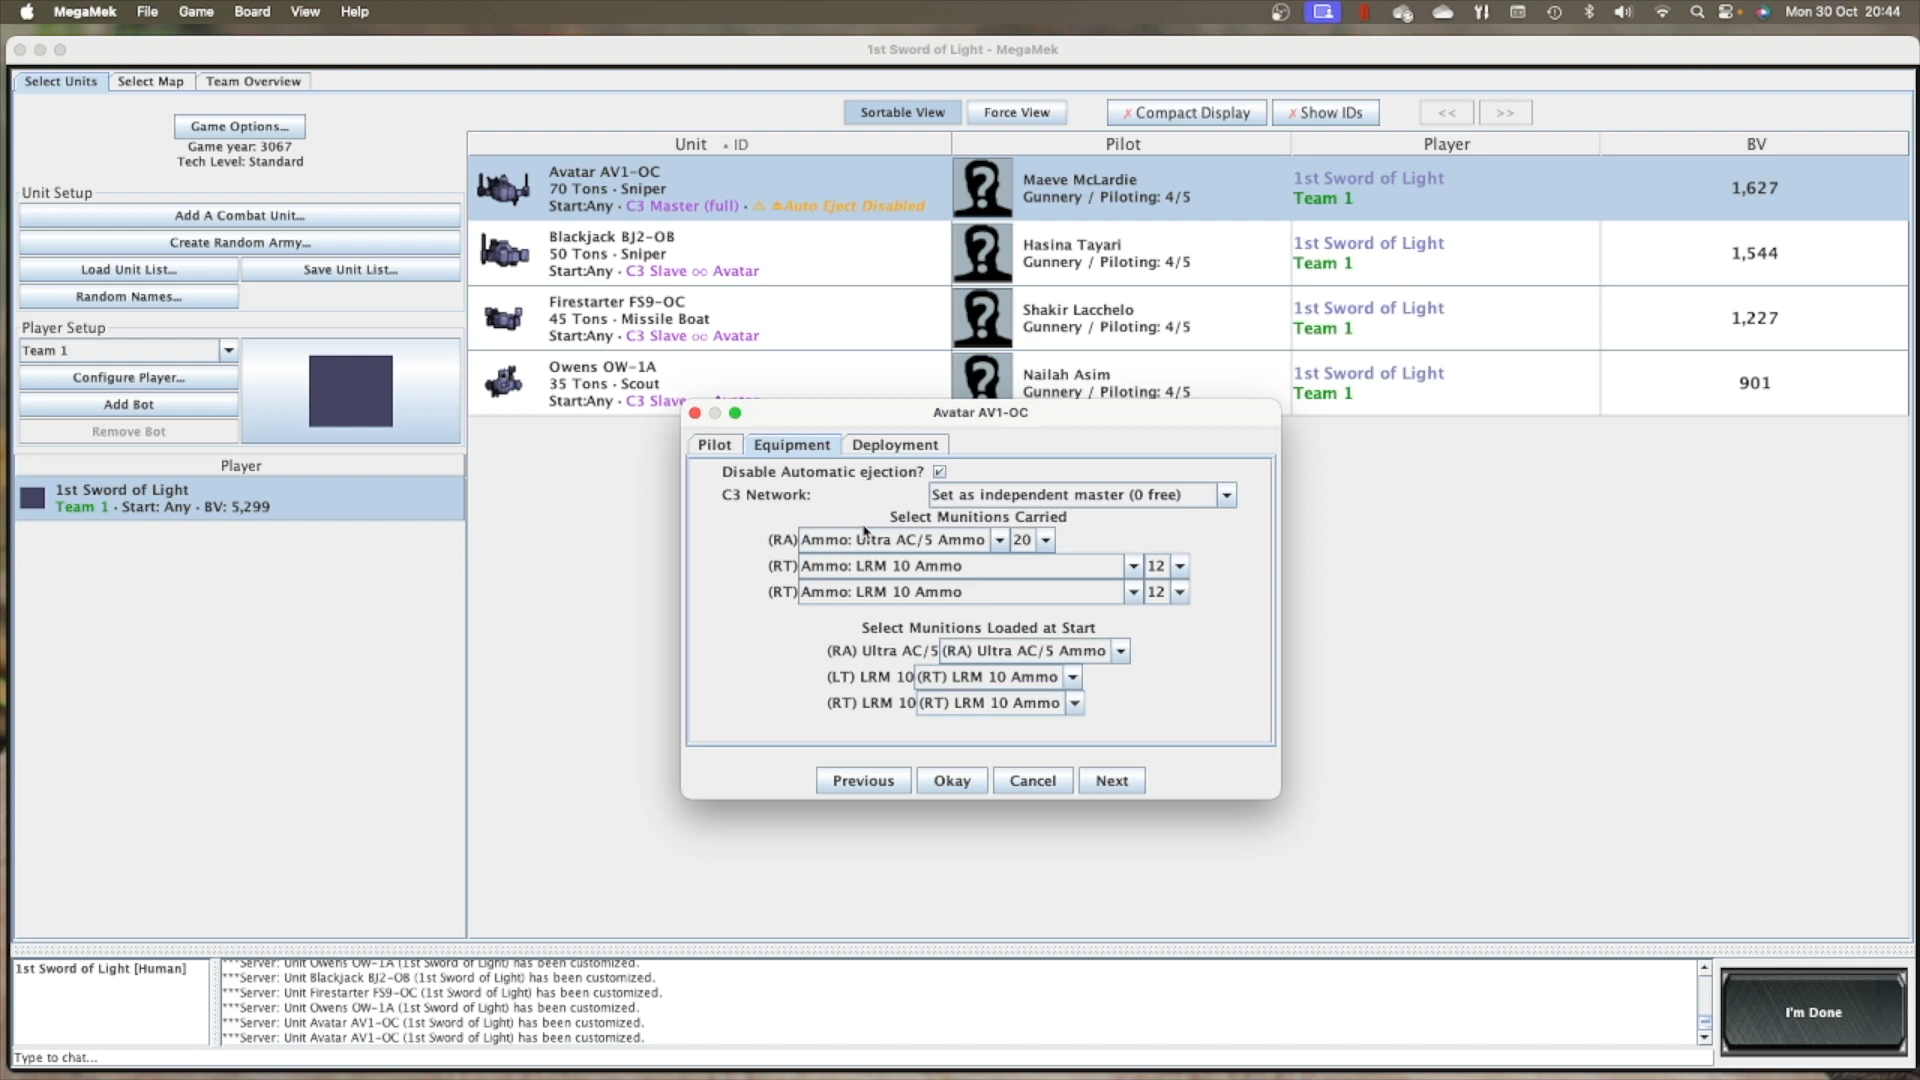 MegaMek File Game Board View Help
Mon 30 Oct 20:44
1st Sword of Light - MegaMek
Select Units Select Map Team Overview
Game Options...
Game year: 3067
Tech Level: Standard
Unit Setup
Add A Combat Unit...
Create Random Army...
Load Unit List... Save Unit List...
Random Names...
Player Setup
Team 1
Configure Player...
Add Bot
Remove Bot
Player
1st Sword of Light
Team 1 · Start: Any · BV: 5,299
Sortable View Force View ✗ Compact Display ✗ Show IDs << >>
Unit ▴ ID Pilot Player BV
Avatar AV1-OC
70 Tons · Sniper
Start:Any · C3 Master (full) · ⚠ ⏏Auto Eject Disabled
Maeve McLardie
Gunnery / Piloting: 4/5
1st Sword of Light
Team 1
1,627
Blackjack BJ2-OB
50 Tons · Sniper
Start:Any · C3 Slave ∞ Avatar
Hasina Tayari
Gunnery / Piloting: 4/5
1st Sword of Light
Team 1
1,544
Firestarter FS9-OC
45 Tons · Missile Boat
Start:Any · C3 Slave ∞ Avatar
Shakir Lacchelo
Gunnery / Piloting: 4/5
1st Sword of Light
Team 1
1,227
Owens OW-1A
35 Tons · Scout
Start:Any · C3 Slave
Nailah Asim
Gunnery / Piloting: 4/5
1st Sword of Light
Team 1
901
Avatar AV1-OC
Pilot Equipment Deployment
Disable Automatic ejection?
C3 Network: Set as independent master (0 free)
Select Munitions Carried
(RA) Ammo: Ultra AC/5 Ammo 20
(RT) Ammo: LRM 10 Ammo 12
(RT) Ammo: LRM 10 Ammo 12
Select Munitions Loaded at Start
(RA) Ultra AC/5 (RA) Ultra AC/5 Ammo
(LT) LRM 10 (RT) LRM 10 Ammo
(RT) LRM 10 (RT) LRM 10 Ammo
Previous Okay Cancel Next
1st Sword of Light [Human]
***Server: Unit Owens OW-1A (1st Sword of Light) has been customized.
***Server: Unit Blackjack BJ2-OB (1st Sword of Light) has been customized.
***Server: Unit Firestarter FS9-OC (1st Sword of Light) has been customized.
***Server: Unit Owens OW-1A (1st Sword of Light) has been customized.
***Server: Unit Avatar AV1-OC (1st Sword of Light) has been customized.
***Server: Unit Avatar AV1-OC (1st Sword of Light) has been customized.
I'm Done
Type to chat...